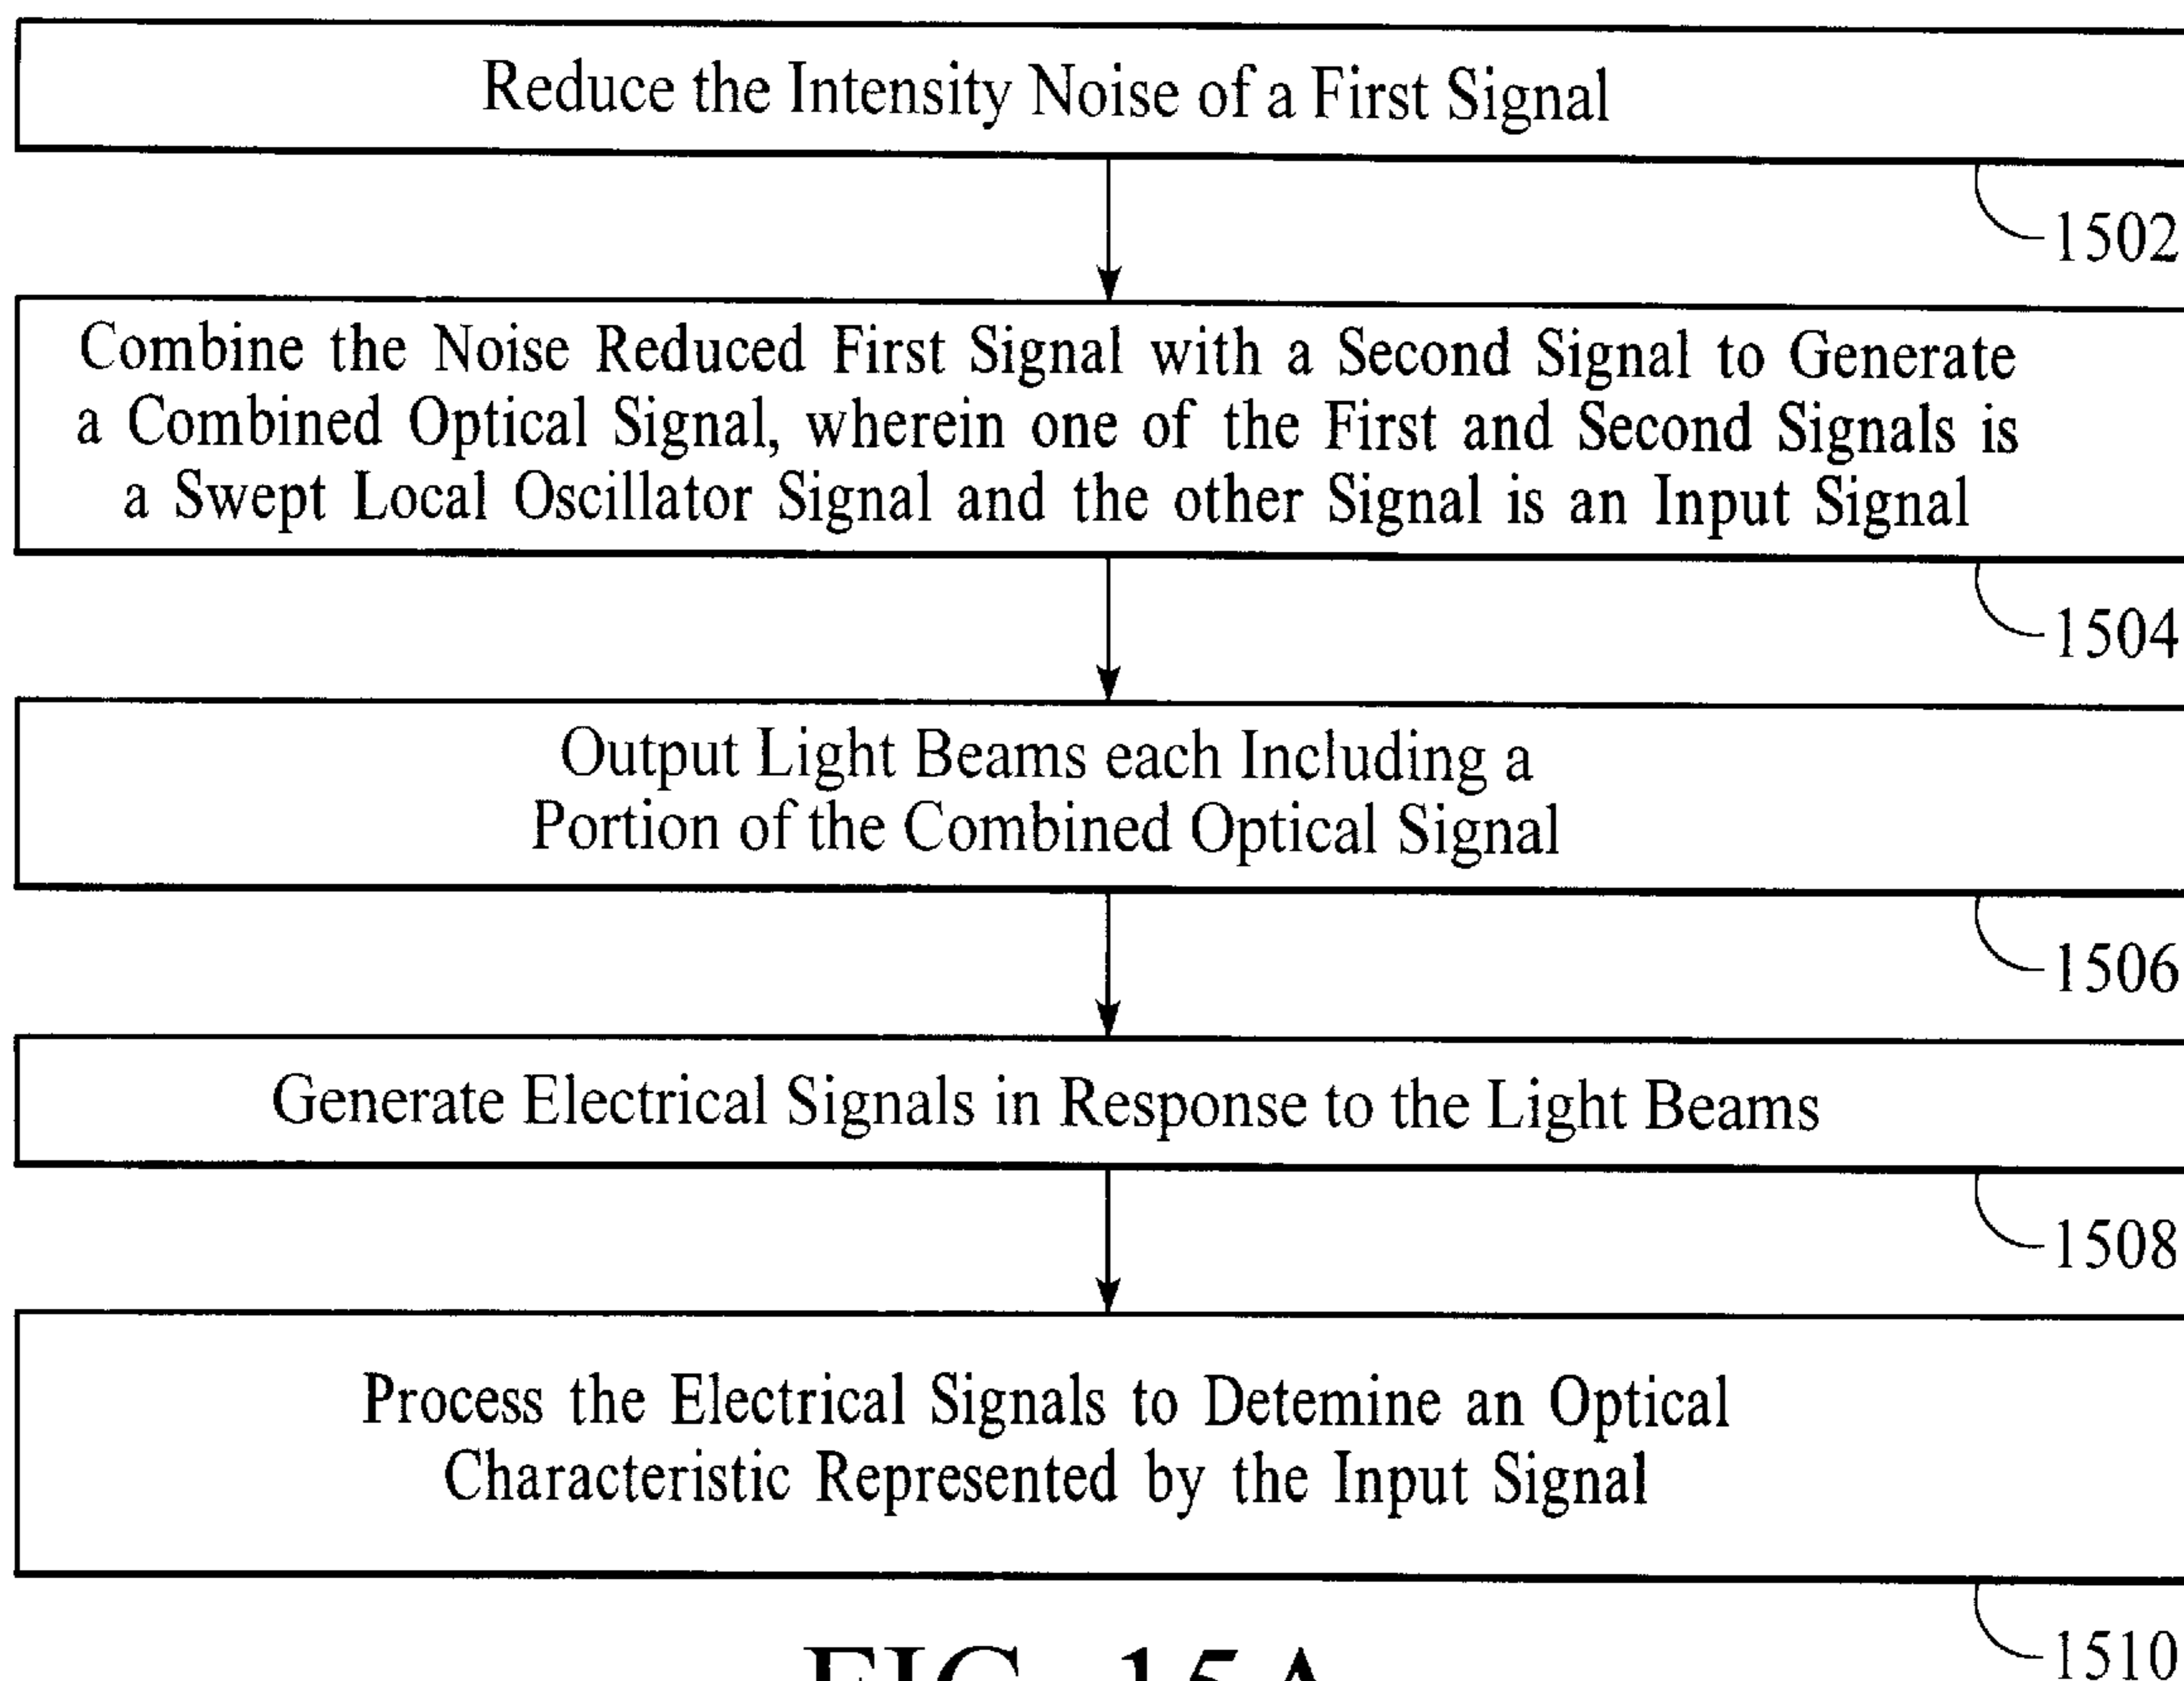 Reduce the Intensity Noise of a First Signal
1502
Combine the Noise Reduced First Signal with a Second Signal to Generate
a Combined Optical Signal, wherein one of the First and Second Signals is
a Swept Local Oscillator Signal and the other Signal is an Input Signal
1504
Output Light Beams each Including a
Portion of the Combined Optical Signal
1506
Generate Electrical Signals in Response to the Light Beams
1508
Process the Electrical Signals to Detemine an Optical
Characteristic Represented by the Input Signal
1510
FIG. 15A